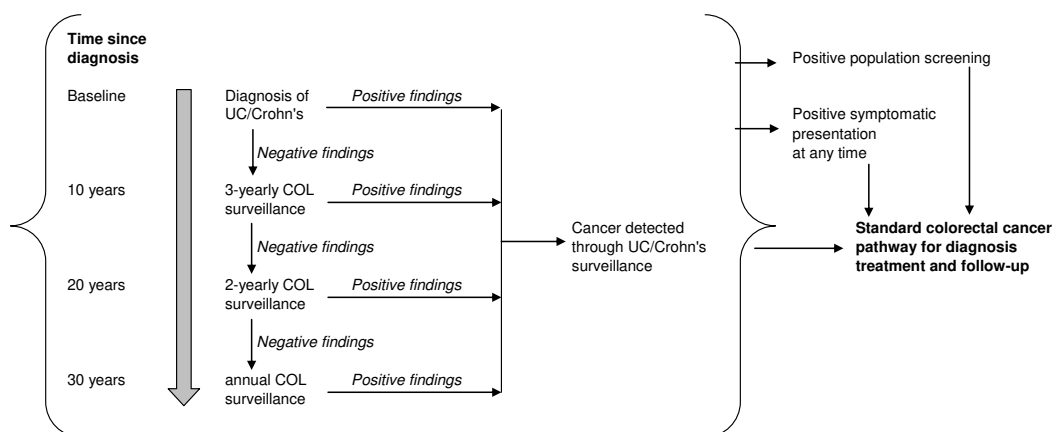 Time since
diagnosis
Baseline
Diagnosis of
UC/Crohn's
Positive findings
Negative findings
10 years
3-yearly COL
surveillance
Positive findings
Negative findings
20 years
2-yearly COL
surveillance
Positive findings
Negative findings
30 years
annual COL
surveillance
Positive findings
Cancer detected
through UC/Crohn's
surveillance
Positive population screening
Positive symptomatic
presentation
at any time
Standard colorectal cancer
pathway for diagnosis
treatment and follow-up